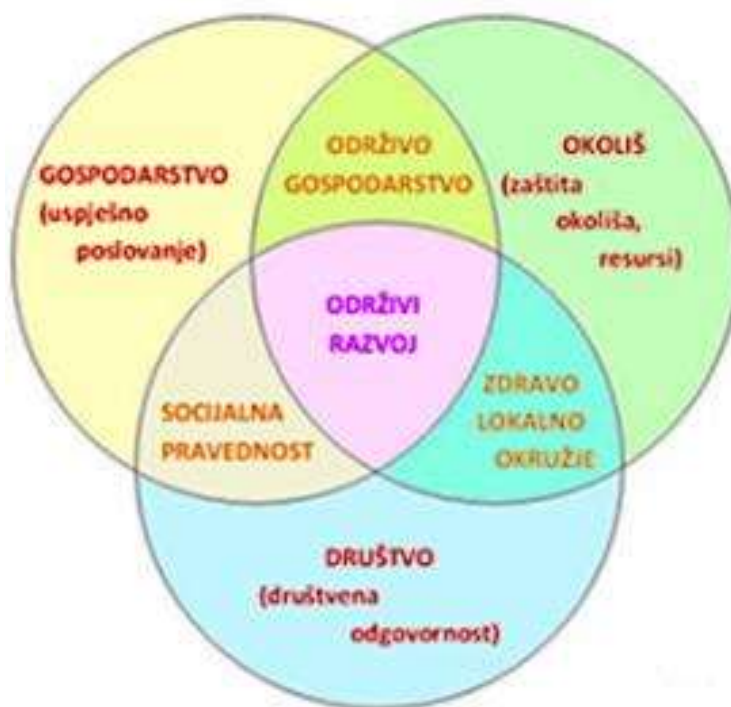 GOSPODARSTVO
(uspješno
poslovanje)
ODRŽIVO
GOSPODARSTVO
OKOLIŠ
(zaštita
okoliša,
resursi)
ODRŽIVI
RAZVOJ
SOCIJALNA
PRAVEDNOST
ZDRAVO
LOKALNO
OKRUŽJE
DRUŠTVO
(društvena
odgovornost)